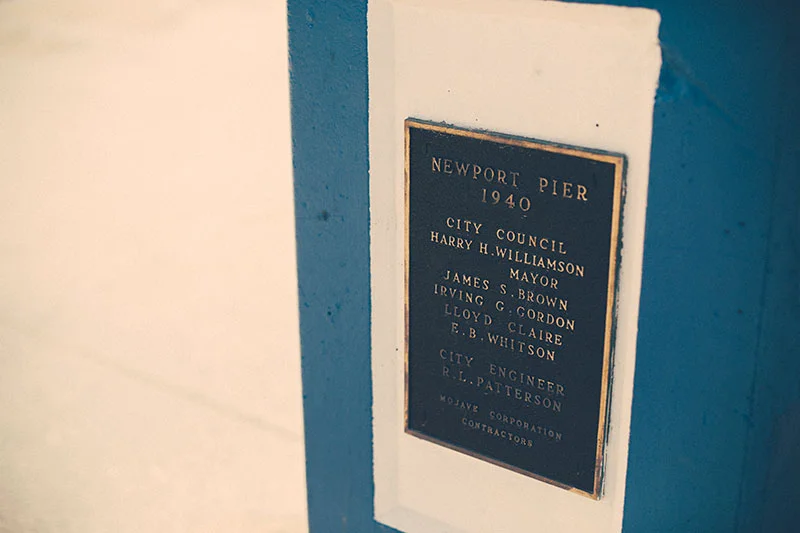 NEWPORT PIER
1940
CITY COUNCIL
HARRY H. WILLIAMSON
MAYOR
JAMES S. BROWN
IRVING G. GORDON
LLOYD CLAIRE
E. B. WHITSON
CITY ENGINEER
R. L. PATTERSON
MOJAVE CORPORATION
CONTRACTORS